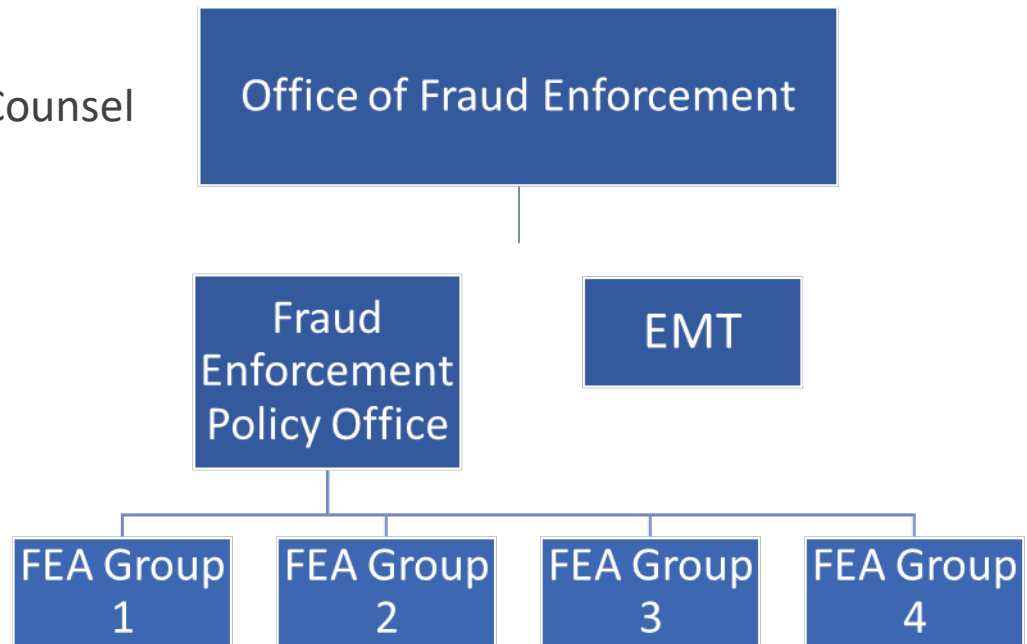 Office of Fraud Enforcement
Counsel
Fraud
Enforcement
Policy Office
EMT
FEA Group
1
FEA Group
2
FEA Group
3
FEA Group
4